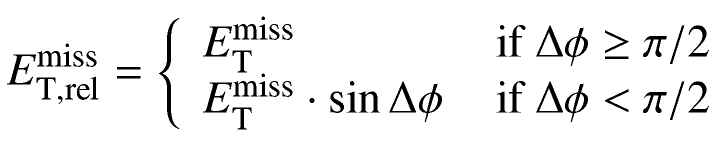 E_{T,rel}^{miss} = { E_T^{miss} if Δϕ ≥ π/2
E_T^{miss} · sin Δϕ if Δϕ < π/2